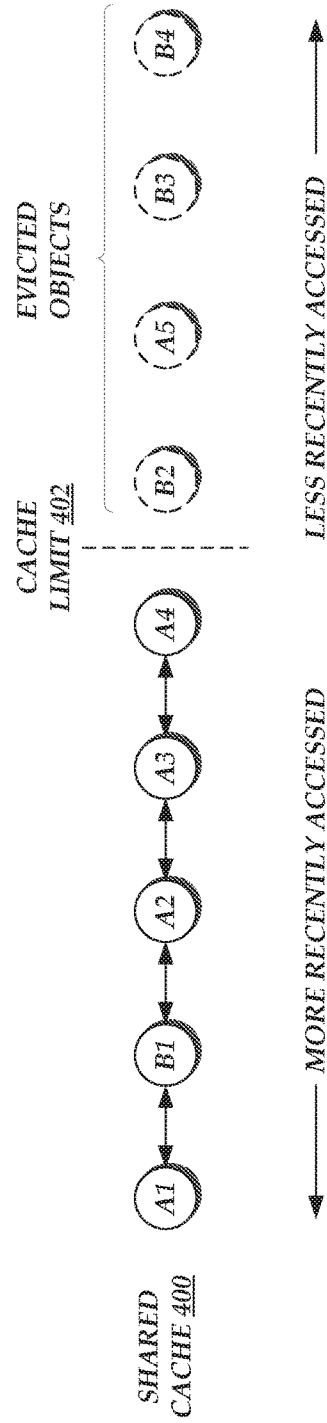 CACHE
LIMIT 402
EVICTED
OBJECTS
SHARED
CACHE 400
A1
B1
A2
A3
A4
B2
A5
B3
B4
MORE RECENTLY ACCESSED
LESS RECENTLY ACCESSED